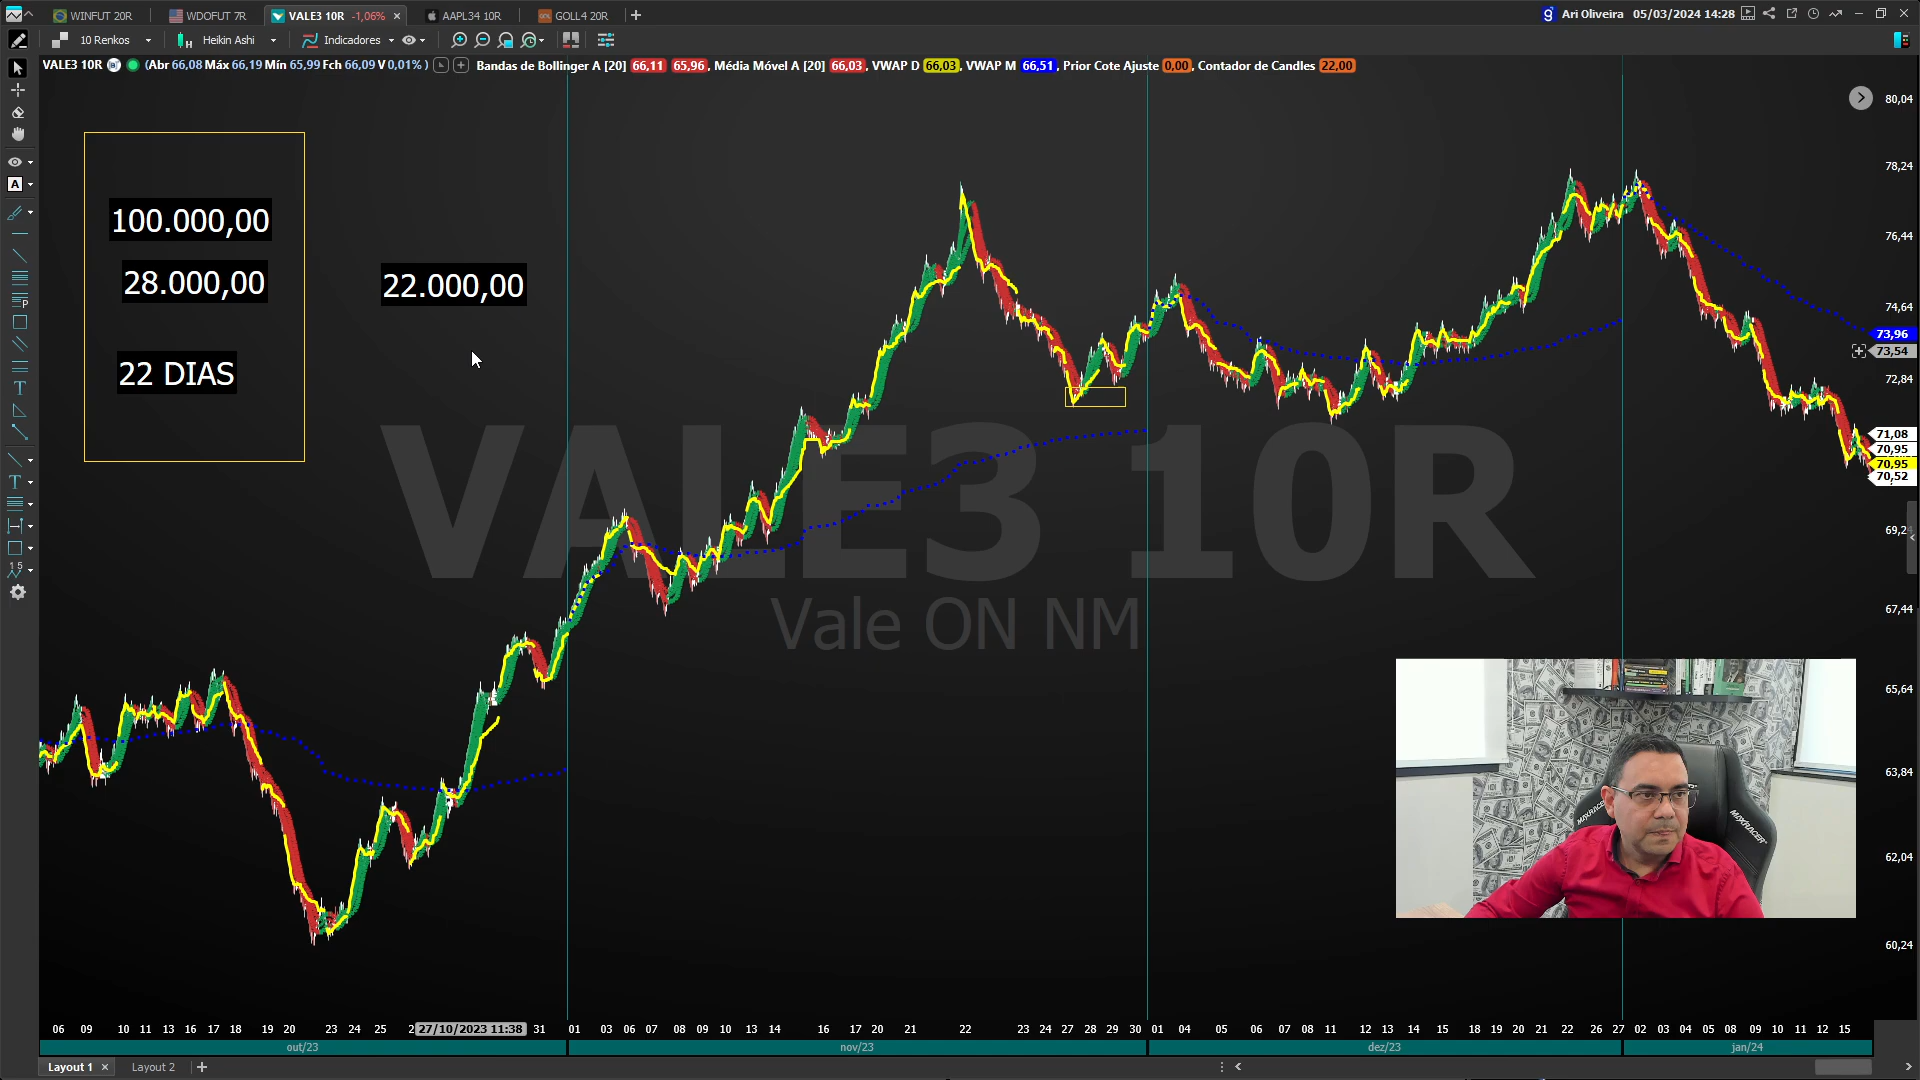 WINFUT 20R WDOFUT 7R VALE3 10R -1,06% AAPL34 10R GOLL4 20R Ari Oliveira 05/03/2024 14:28
10 Renkos Heikin Ashi Indicadores
VALE3 10R (Abr 66,08 Máx 66,19 Mín 65,99 Fch 66,09 V 0,01% ) Bandas de Bollinger A [20] 66,11 65,96, Média Móvel A [20] 66,03, VWAP D 66,03, VWAP M 66,51, Prior Cote Ajuste 0,00, Contador de Candles 22,00
80,04
78,24
100.000,00
76,44
28.000,00
22.000,00
74,64
73,96
73,54
22 DIAS
72,84
71,08
70,95
70,95
70,52
VALE3 10R
Vale ON NM
67,44
65,64
MAXRACER
MAXRACER
63,84
62,04
60,24
06 09 10 11 13 16 17 18 19 20 23 24 25 27/10/2023 11:38 31 01 03 06 07 08 09 10 13 14 16 17 20 21 22 23 24 27 28 29 30 01 04 05 06 07 08 11 12 13 14 15 18 19 20 21 22 26 27 02 03 04 05 08 09 10 11 12 15
out/23 nov/23 dez/23 jan/24
Layout 1 Layout 2